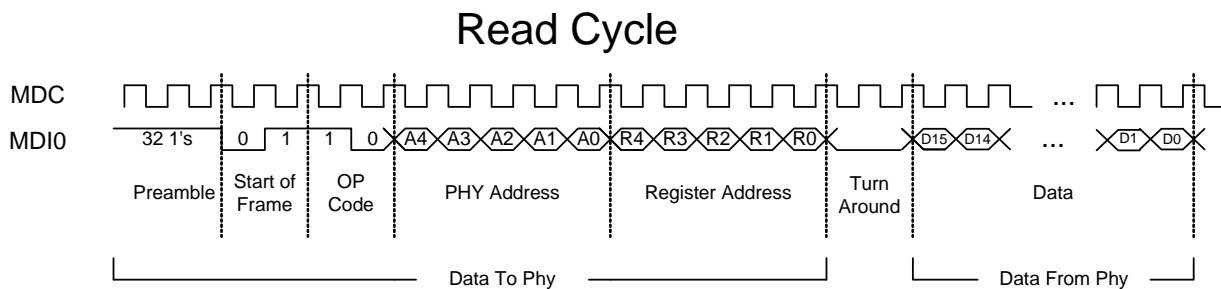 Read Cycle
MDC
...
MDI0
32 1's
0
1
1
0
A4
A3
A2
A1
A0
R4
R3
R2
R1
R0
D15
D14
...
D1
D0
Preamble
Start of
Frame
OP
Code
PHY Address
Register Address
Turn
Around
Data
Data To Phy
Data From Phy